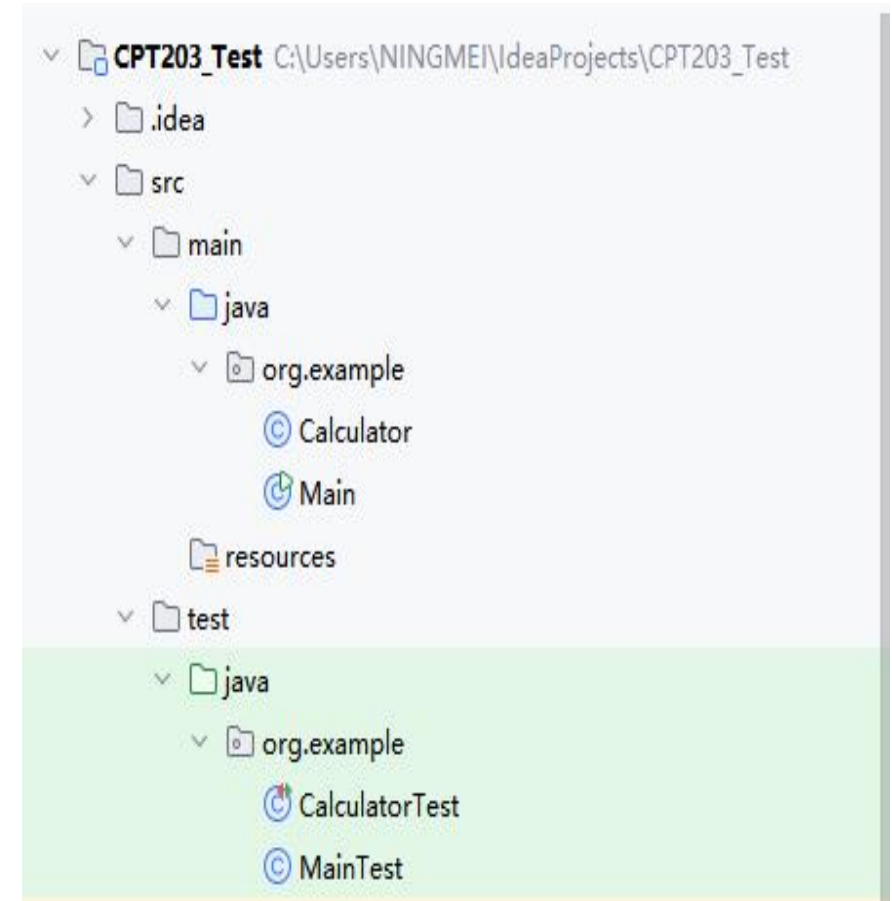 CPT203_Test C:\Users\NINGMEI\IdeaProjects\CPT203_Test
.idea
src
main
java
org.example
Calculator
Main
resources
test
java
org.example
CalculatorTest
MainTest